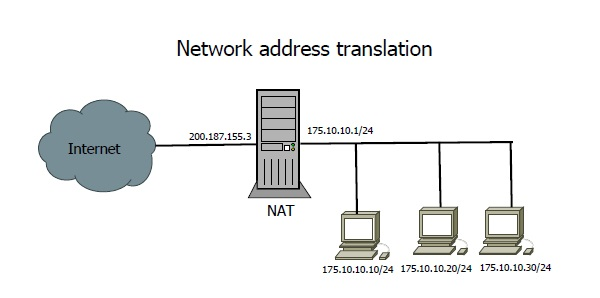 Network address translation
200.187.155.3
175.10.10.1/24
Internet
NAT
175.10.10.10/24
175.10.10.20/24
175.10.10.30/24